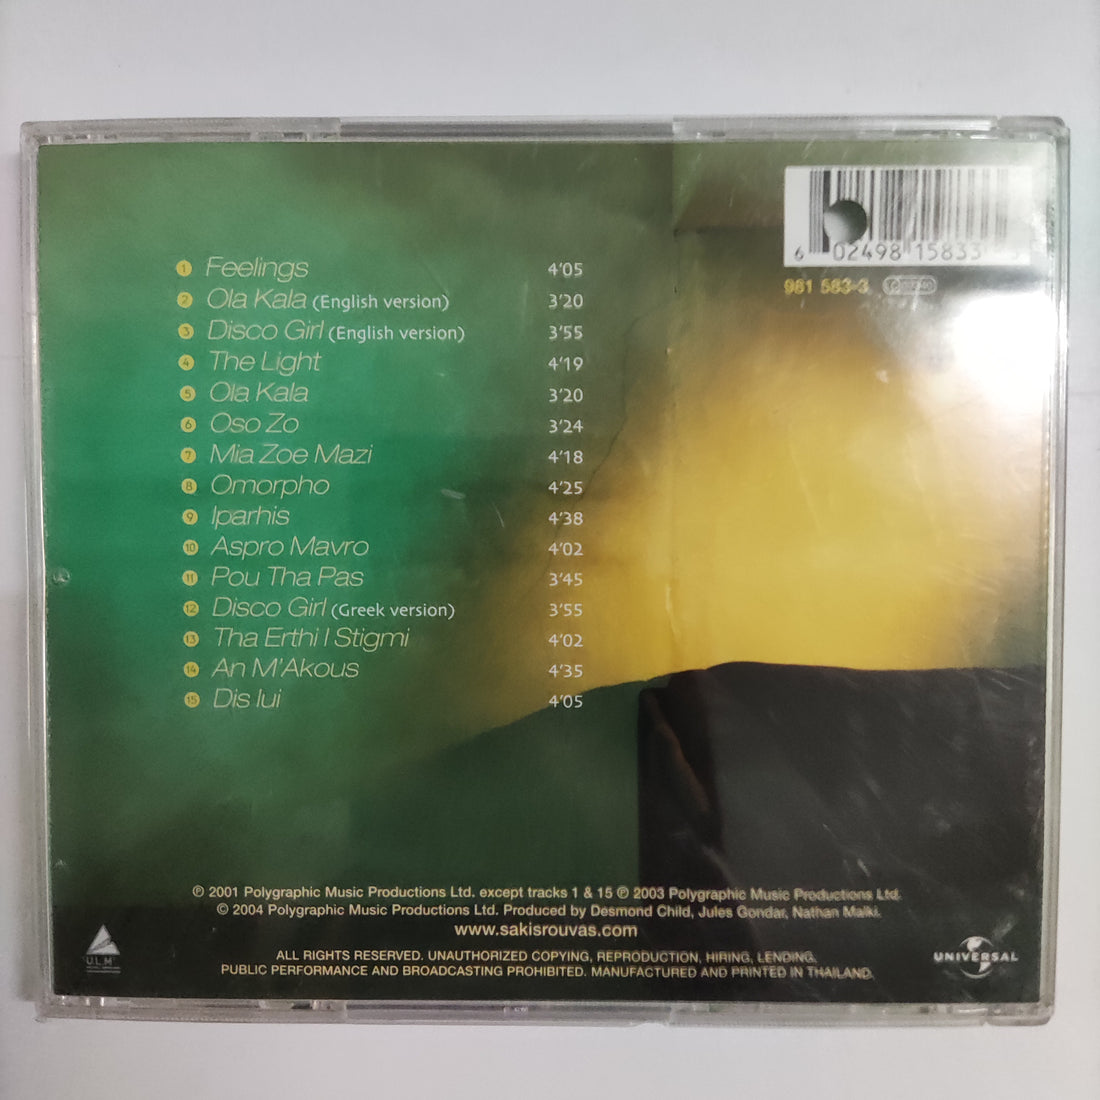 6 02498 15833
981 583-3
1 Feelings 4'05
2 Ola Kala (English version) 3'20
3 Disco Girl (English version) 3'55
4 The Light 4'19
5 Ola Kala 3'20
6 Oso Zo 3'24
7 Mia Zoe Mazi 4'18
8 Omorpho 4'25
9 Iparhis 4'38
10 Aspro Mavro 4'02
11 Pou Tha Pas 3'45
12 Disco Girl (Greek version) 3'55
13 Tha Erthi I Stigmi 4'02
14 An M'Akous 4'35
15 Dis lui 4'05
℗ 2001 Polygraphic Music Productions Ltd. except tracks 1 & 15 ℗ 2003 Polygraphic Music Productions Ltd.
© 2004 Polygraphic Music Productions Ltd. Produced by Desmond Child, Jules Gondar, Nathan Malki.
www.sakisrouvas.com
ALL RIGHTS RESERVED. UNAUTHORIZED COPYING, REPRODUCTION, HIRING, LENDING,
PUBLIC PERFORMANCE AND BROADCASTING PROHIBITED. MANUFACTURED AND PRINTED IN THAILAND.
U.L.M
UNIVERSAL